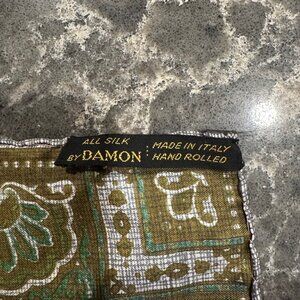 ALL SILK
BY DAMON:
MADE IN ITALY
HAND ROLLED